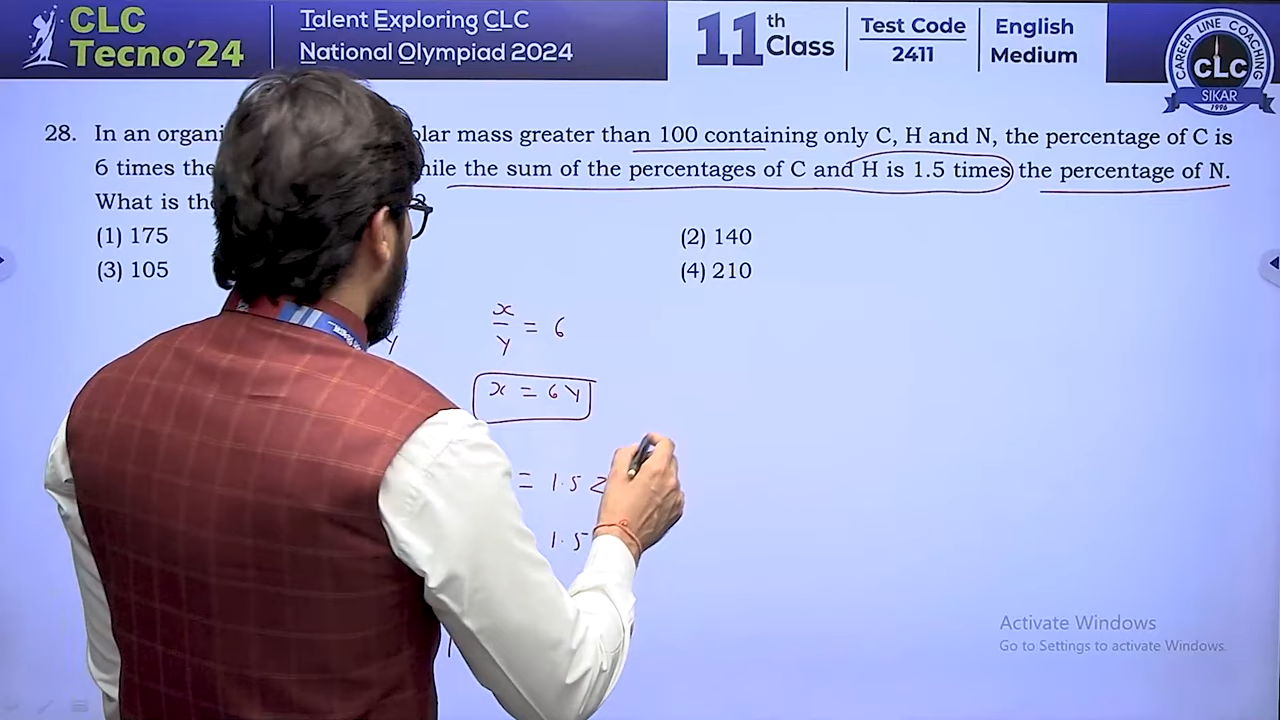 CLC
Tecno'24
Talent Exploring CLC
National Olympiad 2024
11th Class
Test Code
2411
English
Medium
CAREER LINE COACHING
CLC
SIKAR
1996
28. In an organi olar mass greater than 100 containing only C, H and N, the percentage of C is
6 times the hile the sum of the percentages of C and H is 1.5 times the percentage of N.
What is the ?
(1) 175
(2) 140
(3) 105
(4) 210
x/y = 6
y
x = 6y
= 1.5 z
1.5
Activate Windows
Go to Settings to activate Windows.